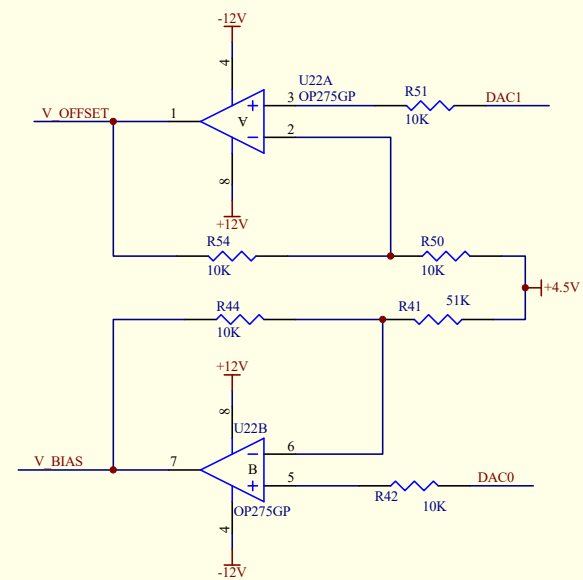 -12V
4
U22A
OP275GP
R51
V_OFFSET
1
3
DAC1
10K
A
2
8
+12V
R54
R50
10K
10K
+4.5V
R44
R41
51K
10K
+12V
8
U22B
6
V_BIAS
7
B
5
DAC0
R42
10K
OP275GP
4
-12V